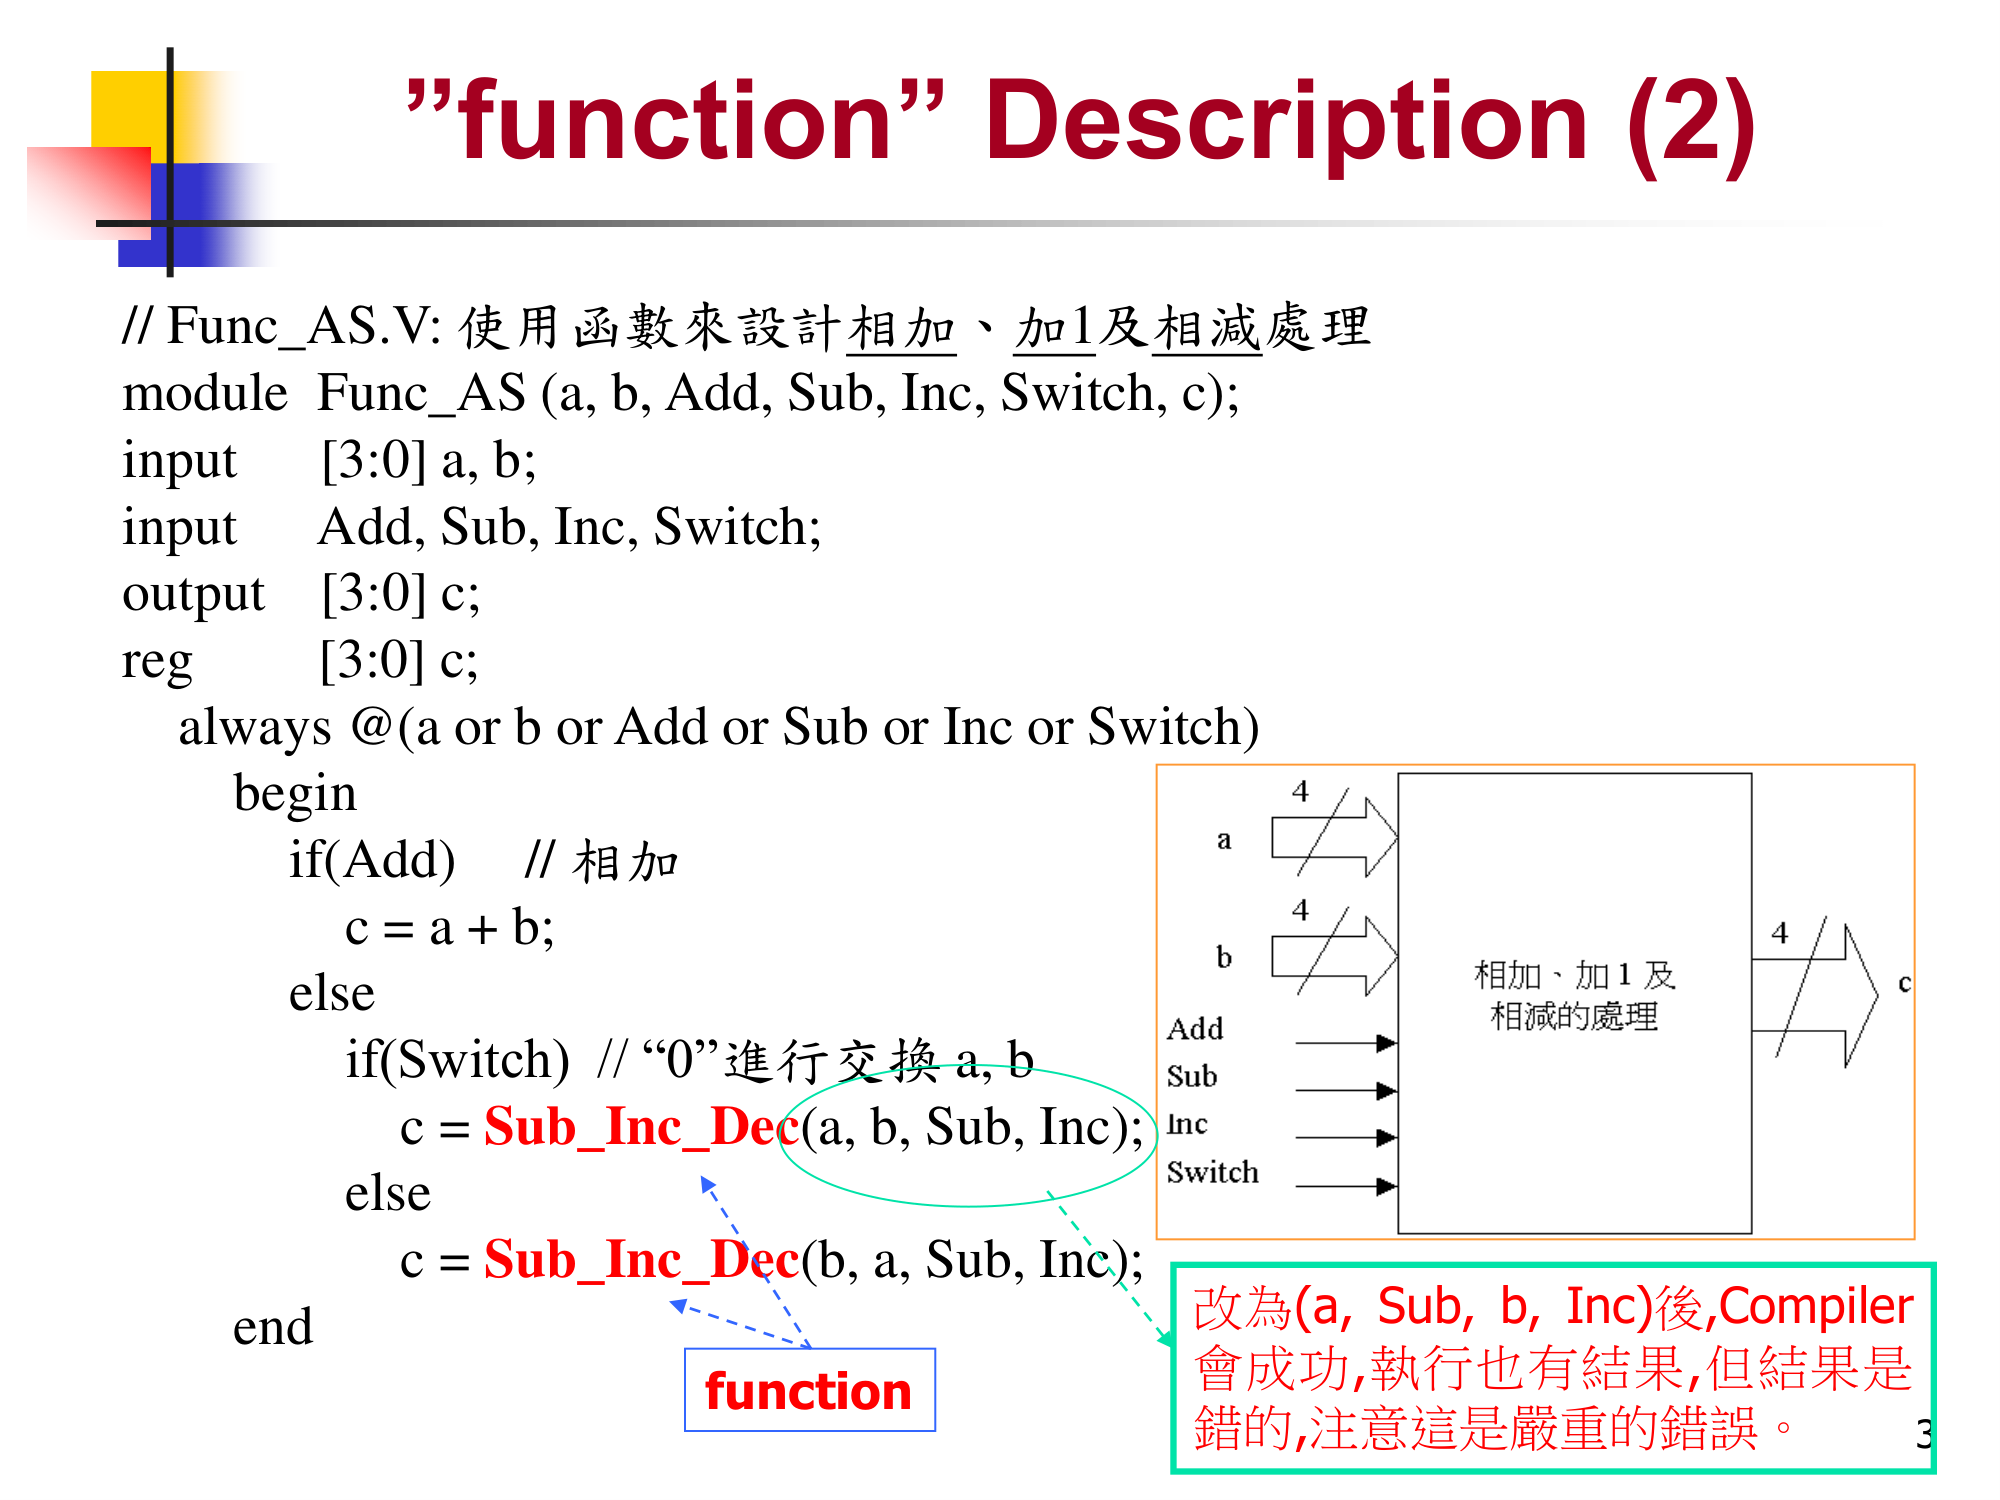 ”function” Description (2)
// Func_AS.V: 使用函數來設計相加、加1及相減處理
module Func_AS (a, b, Add, Sub, Inc, Switch, c);
input [3:0] a, b;
input Add, Sub, Inc, Switch;
output [3:0] c;
reg [3:0] c;
always @(a or b or Add or Sub or Inc or Switch)
begin
if(Add) // 相加
c = a + b;
else
if(Switch) // “0”進行交換 a, b
c = Sub_Inc_Dec(a, b, Sub, Inc);
else
c = Sub_Inc_Dec(b, a, Sub, Inc);
end
function
4
a
4
b
Add
Sub
Inc
Switch
相加、加 1 及
相減的處理
4
c
改為(a, Sub, b, Inc)後,Compiler
會成功,執行也有結果,但結果是
錯的,注意這是嚴重的錯誤。
3